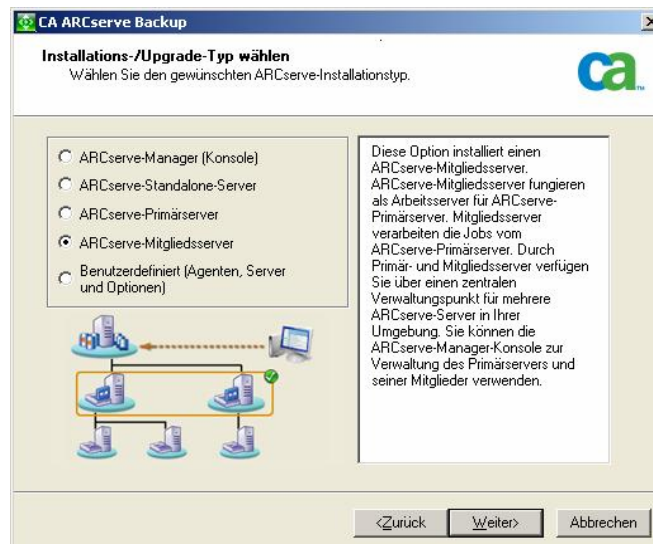 CA ARCserve Backup
Installations-/Upgrade-Typ wählen
Wählen Sie den gewünschten ARCserve-Installationstyp.
ca
ARCserve-Manager (Konsole)
ARCserve-Standalone-Server
ARCserve-Primärserver
ARCserve-Mitgliedsserver
Benutzerdefiniert (Agenten, Server
und Optionen)
Diese Option installiert einen
ARCserve-Mitgliedsserver.
ARCserve-Mitgliedsserver fungieren
als Arbeitsserver für ARCserve-
Primärserver. Mitgliedsserver
verarbeiten die Jobs vom
ARCserve-Primärserver. Durch
Primär- und Mitgliedsserver verfügen
Sie über einen zentralen
Verwaltungspunkt für mehrere
ARCserve-Server in Ihrer
Umgebung. Sie können die
ARCserve-Manager-Konsole zur
Verwaltung des Primärservers und
seiner Mitglieder verwenden.
<Zurück
Weiter>
Abbrechen